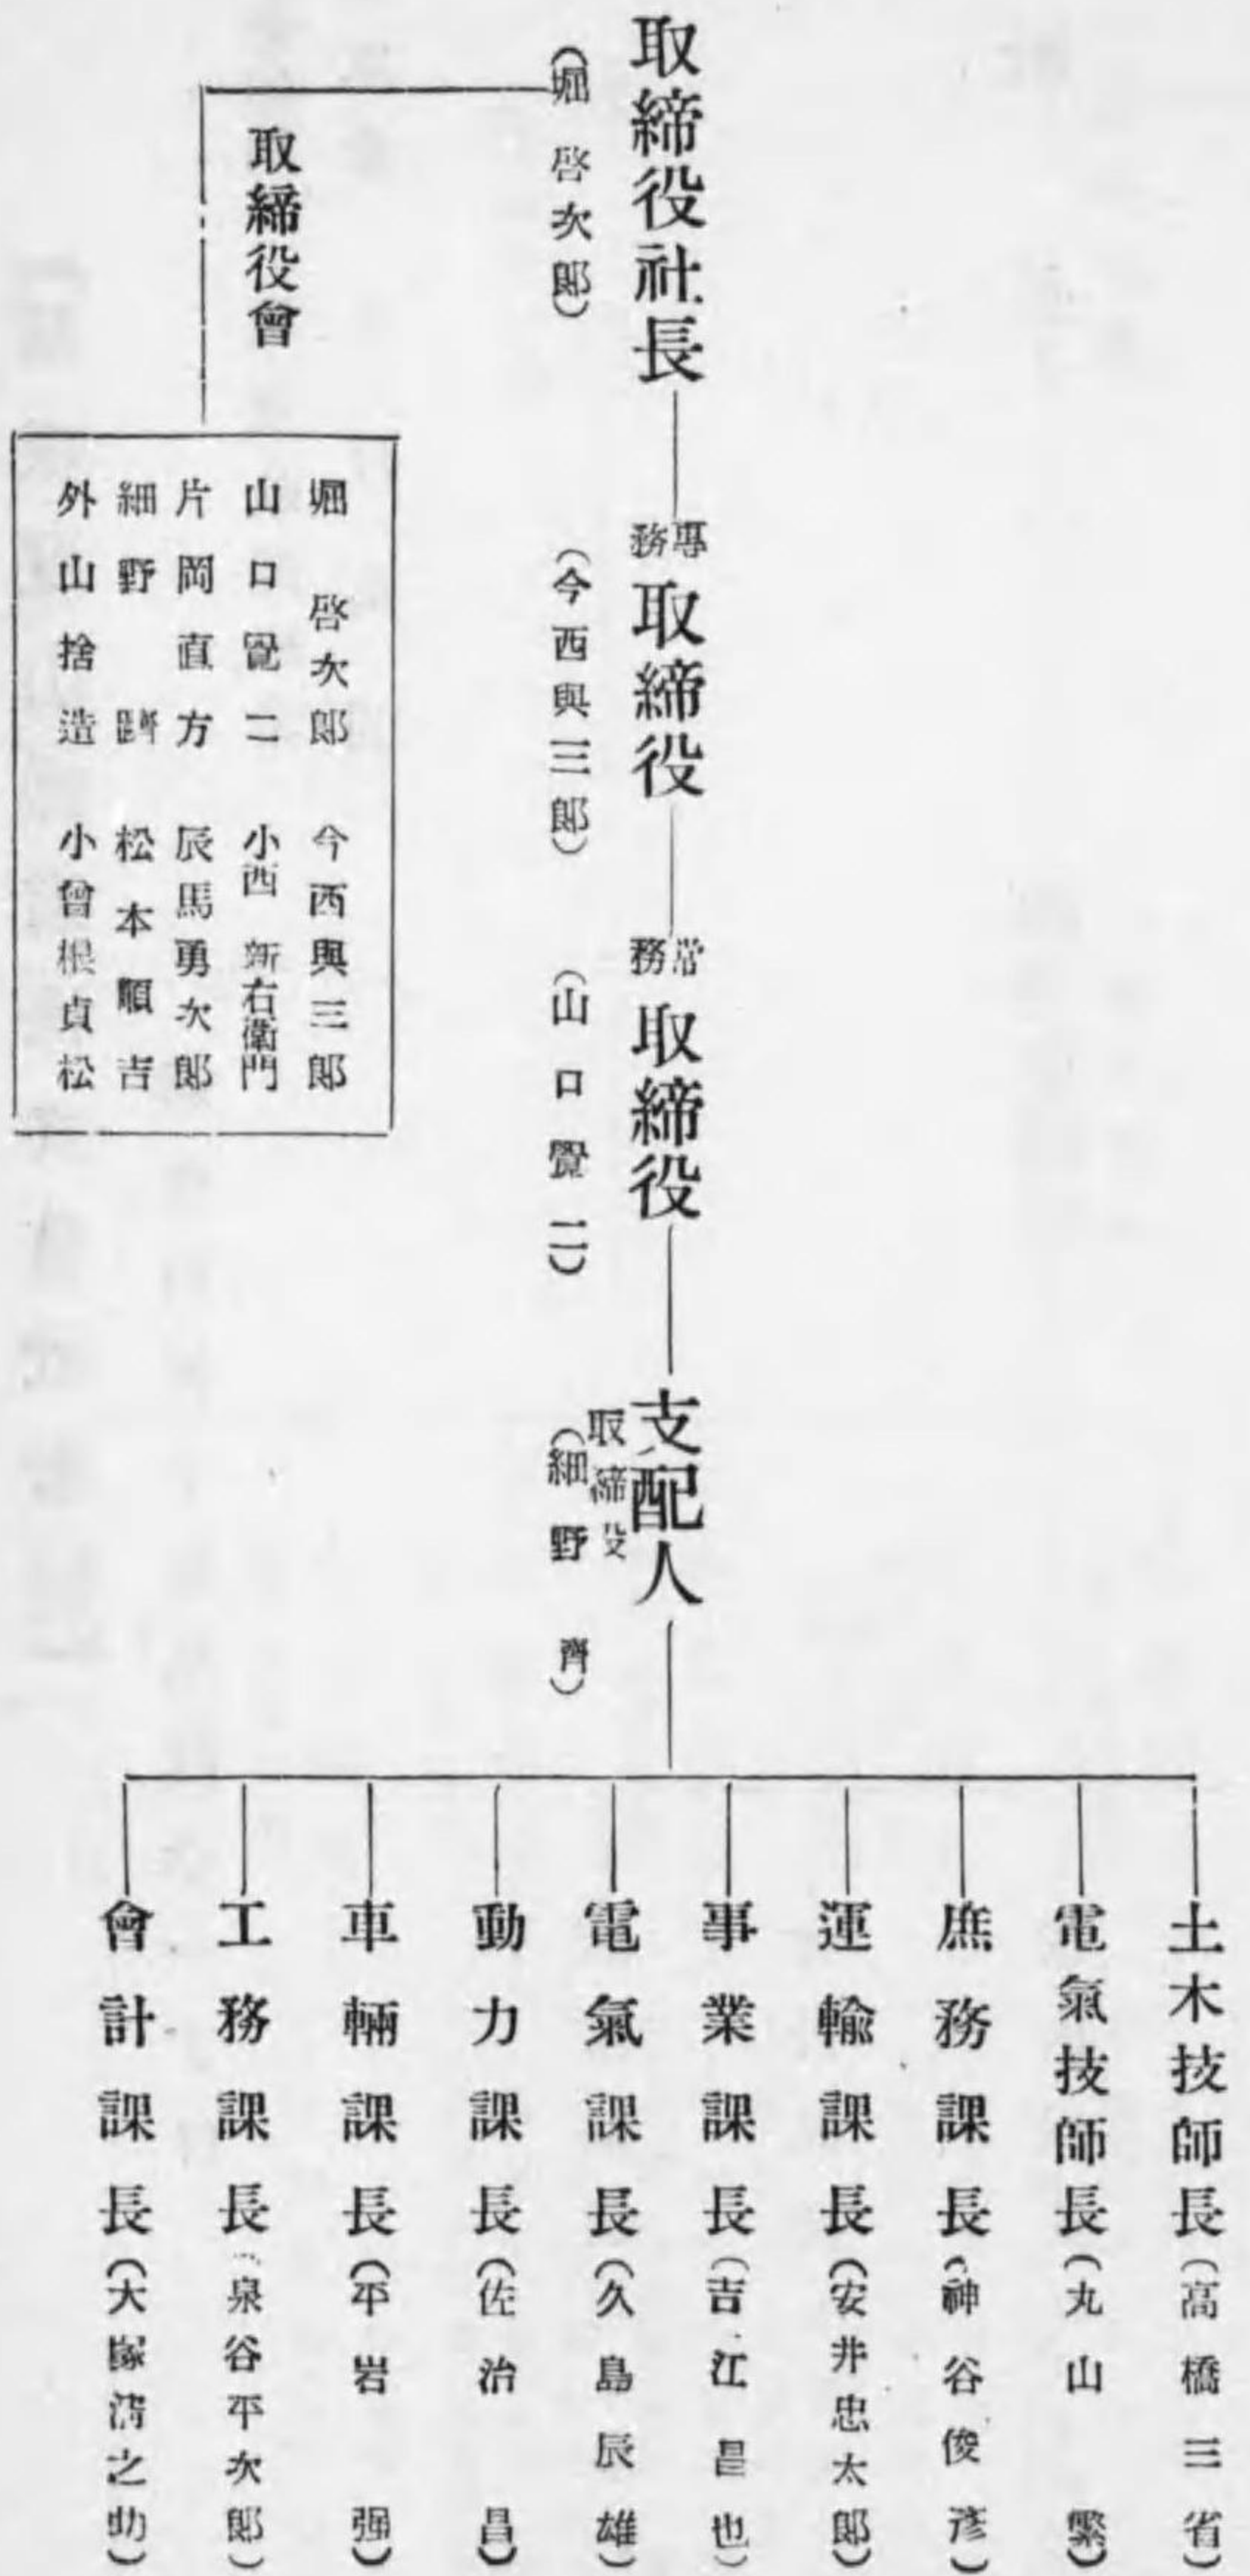 取締役社長
(堀啓次郎)
專務取締役
(今西與三郎)
常務取締役
(山口覺二)
支配人
取締役
(細野 齊)
取締役會
堀 啓次郎 今西與三郎
山口覺二 小西新右衞門
片岡直方 辰馬勇次郎
細野 躋 松本順吉
外山捨造 小曾根貞松
土木技師長(高橋三省)
電氣技師長(丸山 繁)
庶務課長(神谷俊彥)
運輸課長(安井忠太郎)
事業課長(吉江昌也)
電氣課長(久島辰雄)
動力課長(佐治 昌)
車輛課長(平岩 强)
工務課長(泉谷平次郎)
會計課長(大塚淸之助)